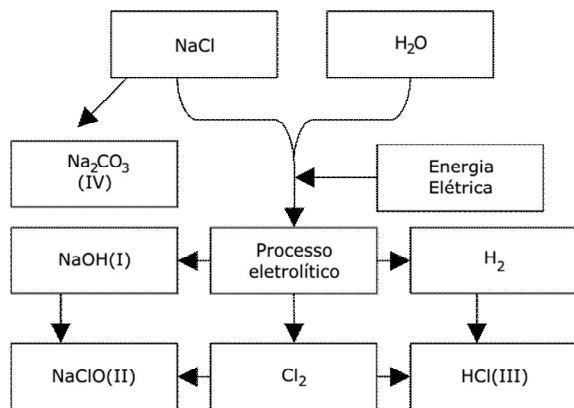 NaCl
H₂O
Na₂CO₃
(IV)
Energia
Elétrica
NaOH(I)
Processo
eletrolítico
H₂
NaClO(II)
Cl₂
HCl(III)